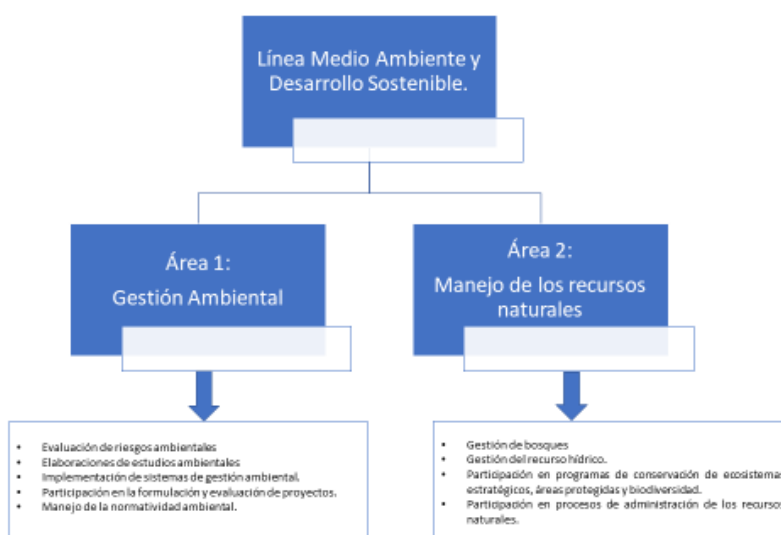 Línea Medio Ambiente y
Desarrollo Sostenible.
Área 1:
Gestión Ambiental
Área 2:
Manejo de los recursos
naturales
• Evaluación de riesgos ambientales
• Elaboraciones de estudios ambientales
• Implementación de sistemas de gestión ambiental.
• Participación en la formulación y evaluación de proyectos.
• Manejo de la normatividad ambiental.
• Gestión de bosques
• Gestión del recurso hídrico.
• Participación en programas de conservación de ecosistemas
estratégicos, áreas protegidas y biodiversidad.
• Participación en procesos de administración de los recursos
naturales.